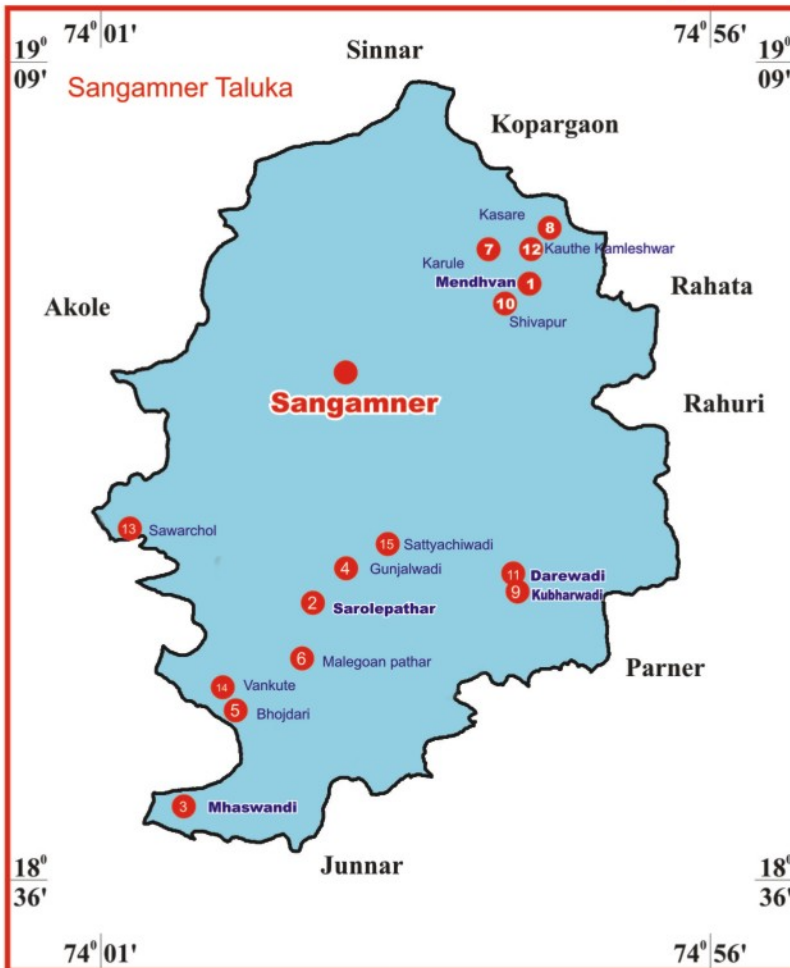 74⁰ 01'
74⁰ 56'
19⁰
09'
Sinnar
19⁰
09'
Sangamner Taluka
Kopargaon
Kasare
8
7
12
Kauthe Kamleshwar
Karule
Mendhvan
1
Rahata
Akole
10
Shivapur
Sangamner
Rahuri
13
Sawarchol
15
Sattyachiwadi
4
Gunjalwadi
11
Darewadi
9
Kubharwadi
2
Sarolepathar
6
Malegoan pathar
Parner
14
Vankute
5
Bhojdari
3
Mhaswandi
Junnar
18⁰
36'
18⁰
36'
74⁰ 01'
74⁰ 56'